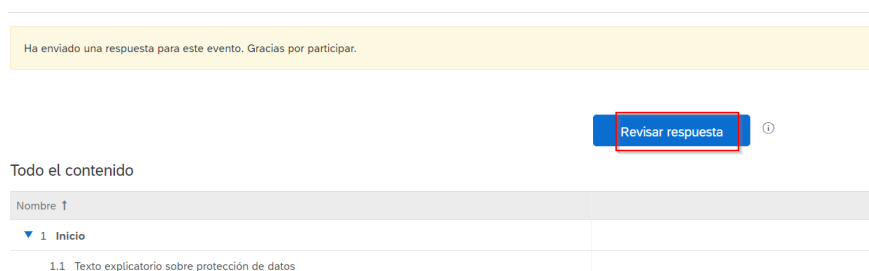 Ha enviado una respuesta para este evento. Gracias por participar.
Revisar respuesta
Todo el contenido
Nombre ↑
1 Inicio
1.1 Texto explicatorio sobre protección de datos